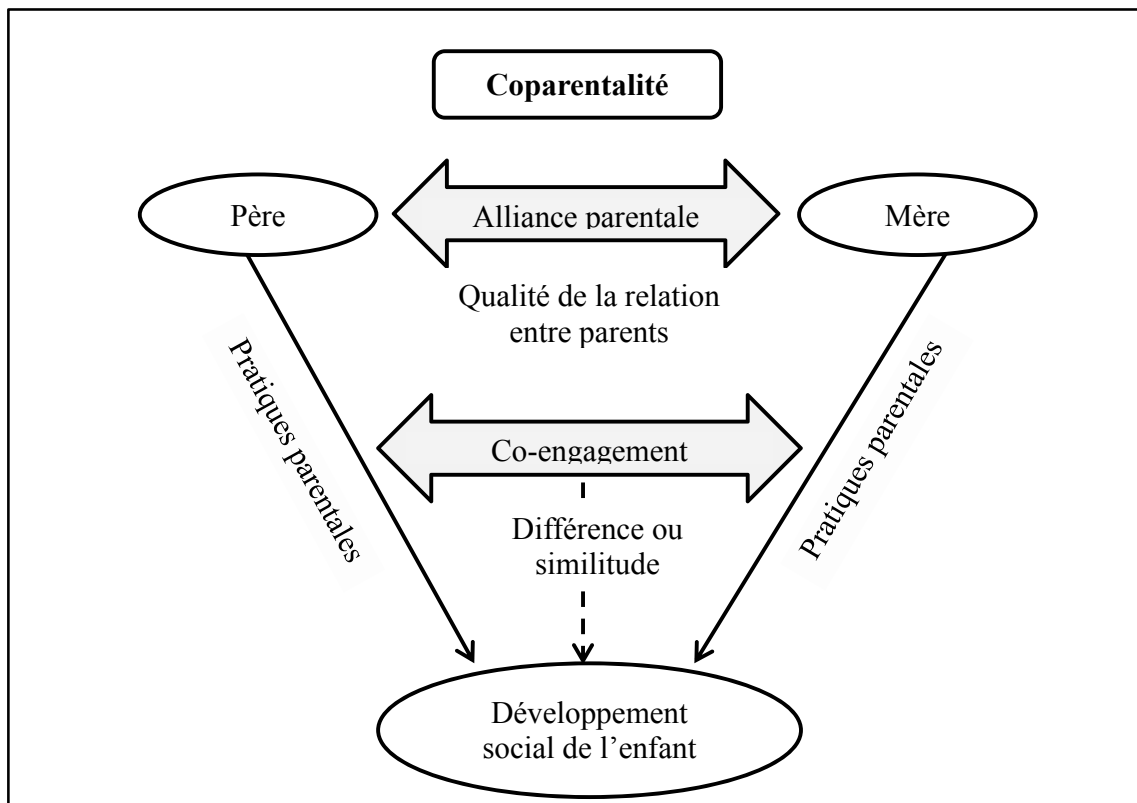 Coparentalité
Père
Alliance parentale
Mère
Qualité de la relation
entre parents
Pratiques parentales
Pratiques parentales
Co-engagement
Différence ou
similitude
Développement
social de l’enfant